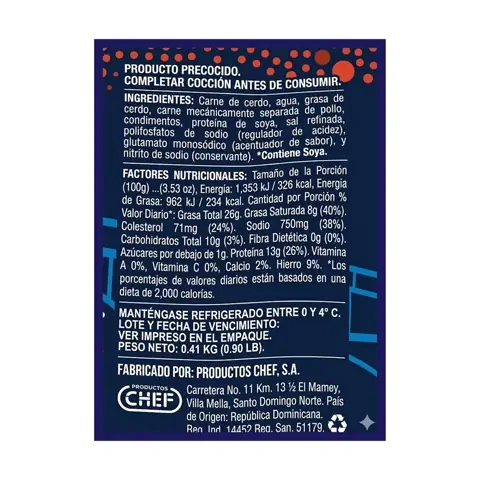 PRODUCTO PRECOCIDO.
COMPLETAR COCCIÓN ANTES DE CONSUMIR.
INGREDIENTES: Carne de cerdo, agua, grasa de
cerdo, carne mecánicamente separada de pollo,
condimentos, proteína de soya, sal refinada,
polifosfatos de sodio (regulador de acidez),
glutamato monosódico (acentuador de sabor), y
nitrito de sodio (conservante). *Contiene Soya.
FACTORES NUTRICIONALES: Tamaño de la Porción
(100g) ...(3.53 oz), Energía: 1,353 kJ / 326 kcal, Energía
de Grasa: 962 kJ / 234 kcal. Cantidad por Porción %
Valor Diario*: Grasa Total 26g. Grasa Saturada 8g (40%).
Colesterol 71mg (24%). Sodio 750mg (38%).
Carbohidratos Total 10g (3%). Fibra Dietética 0g (0%).
Azúcares por debajo de 1g. Proteína 13g (26%). Vitamina
A 0%, Vitamina C 0%, Calcio 2%. Hierro 9%. *Los
porcentajes de valores diarios están basados en una
dieta de 2,000 calorías.
MANTÉNGASE REFRIGERADO ENTRE 0 Y 4° C.
LOTE Y FECHA DE VENCIMIENTO:
VER IMPRESO EN EL EMPAQUE.
PESO NETO: 0.41 KG (0.90 LB).
FABRICADO POR: PRODUCTOS CHEF, S.A.
PRODUCTOS
CHEF
Carretera No. 11 Km. 13 ½ El Mamey,
Villa Mella, Santo Domingo Norte. País
de Origen: República Dominicana.
Reg. Ind. 14452 Reg. San. 51179.